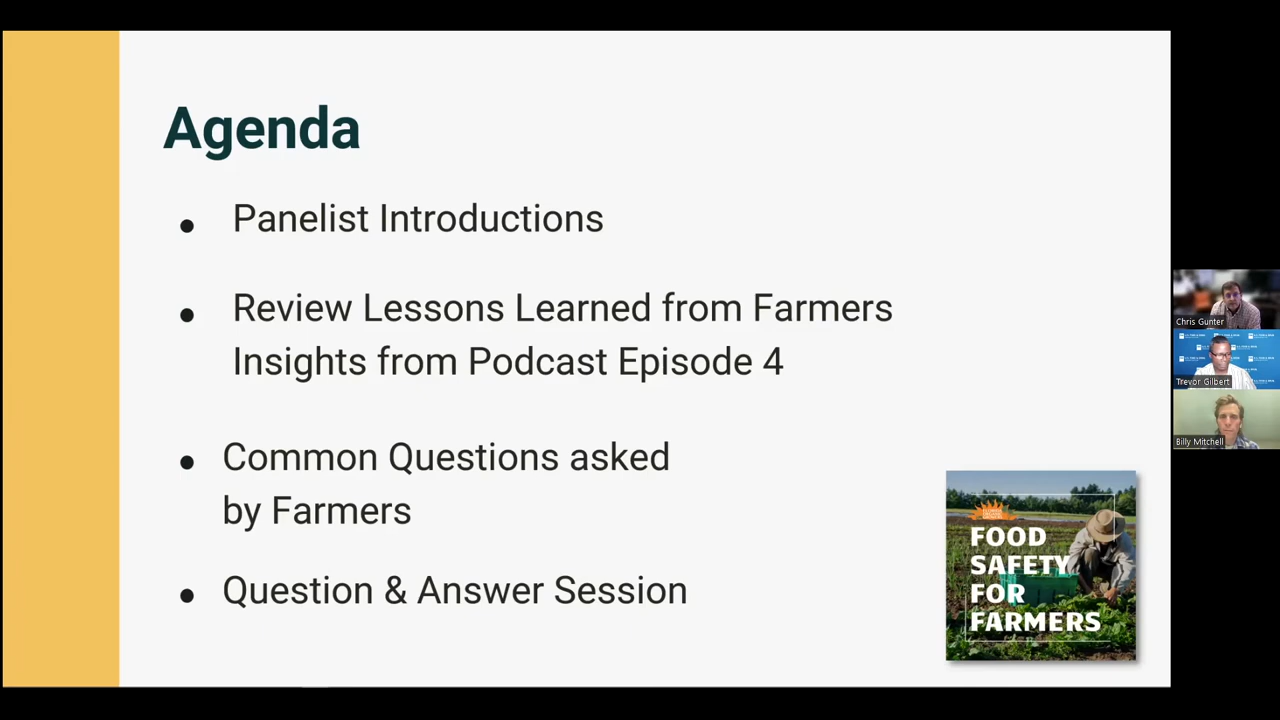 Agenda
Panelist Introductions
Review Lessons Learned from Farmers
Insights from Podcast Episode 4
Common Questions asked
by Farmers
Question & Answer Session
FOOD
SAFETY
FOR
FARMERS
Chris Gunter
Trevor Gilbert
Billy Mitchell